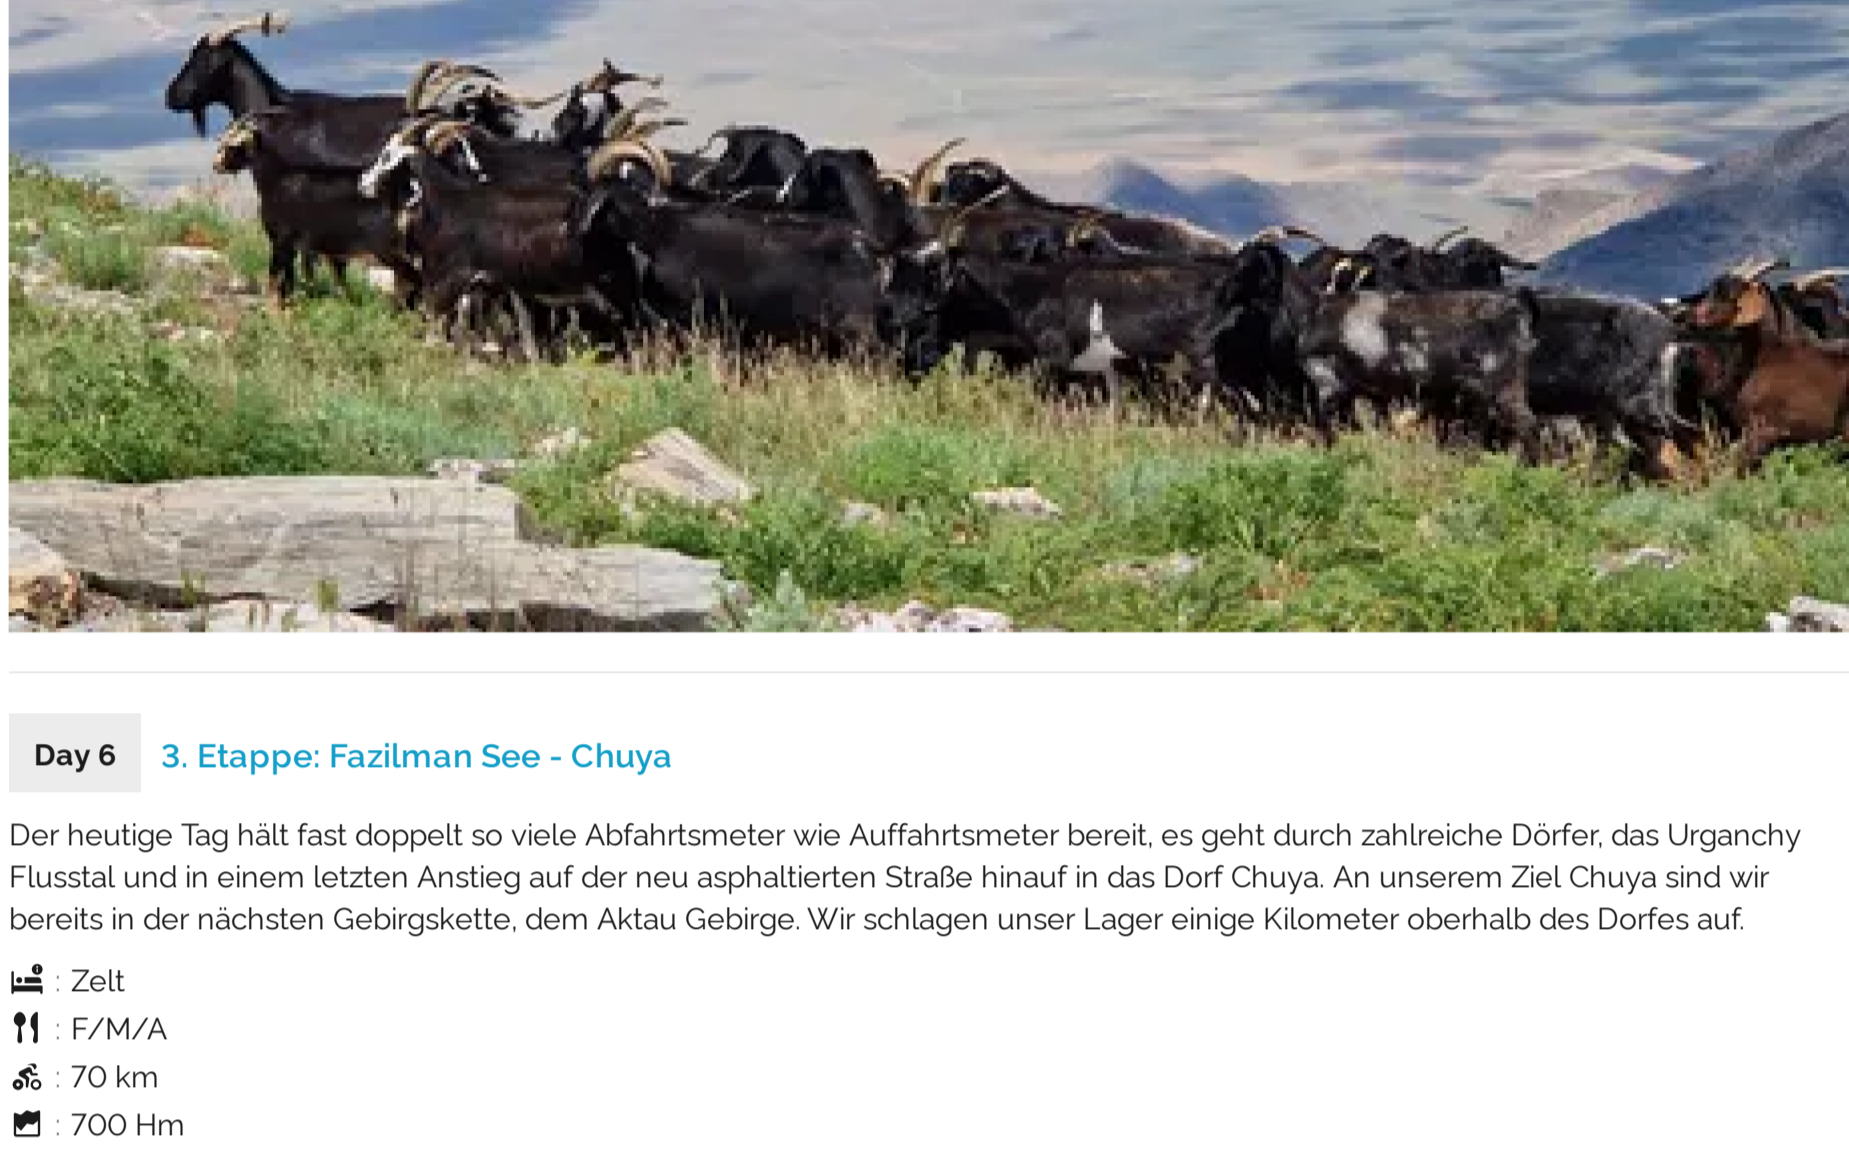 Day 6
3. Etappe: Fazilman See - Chuya
Der heutige Tag hält fast doppelt so viele Abfahrtsmeter wie Auffahrtsmeter bereit, es geht durch zahlreiche Dörfer, das Urganchy
Flusstal und in einem letzten Anstieg auf der neu asphaltierten Straße hinauf in das Dorf Chuya. An unserem Ziel Chuya sind wir
bereits in der nächsten Gebirgskette, dem Aktau Gebirge. Wir schlagen unser Lager einige Kilometer oberhalb des Dorfes auf.
: Zelt
: F/M/A
: 70 km
: 700 Hm